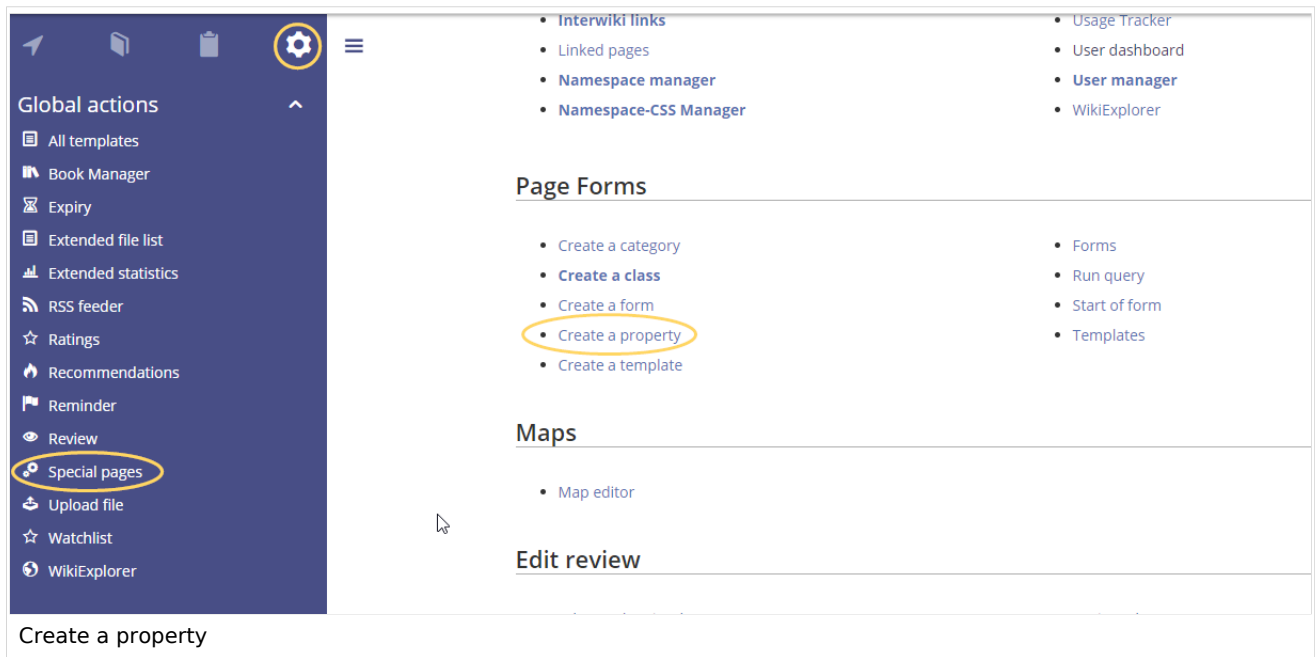 Global actions
All templates
Book Manager
Expiry
Extended file list
Extended statistics
RSS feeder
Ratings
Recommendations
Reminder
Review
Special pages
Upload file
Watchlist
WikiExplorer
Interwiki links
Linked pages
Namespace manager
Namespace-CSS Manager
Usage Tracker
User dashboard
User manager
WikiExplorer
Page Forms
Create a category
Create a class
Create a form
Create a property
Create a template
Forms
Run query
Start of form
Templates
Maps
Map editor
Edit review
Create a property